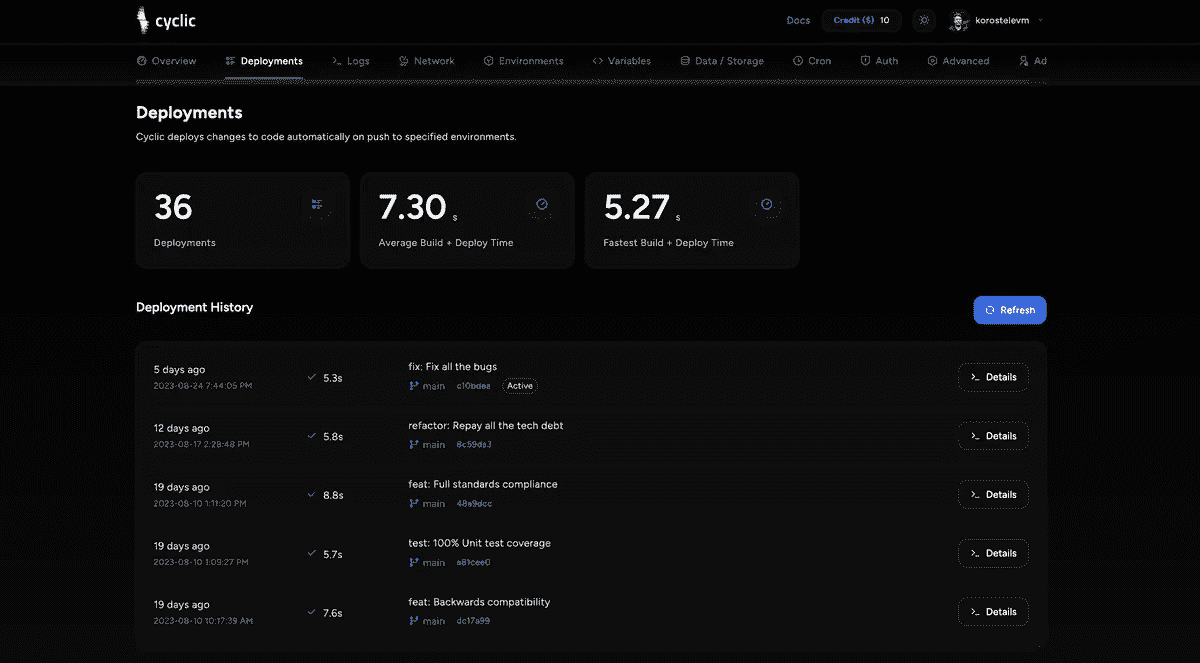 cyclic
Docs Credit ($) 10 korostelevm
Overview Deployments >_ Logs Network Environments <> Variables Data / Storage Cron Auth Advanced Ad
Deployments
Cyclic deploys changes to code automatically on push to specified environments.
36 7.30 s 5.27 s
Deployments Average Build + Deploy Time Fastest Build + Deploy Time
Deployment History Refresh
5 days ago 5.3s fix: Fix all the bugs >_ Details
2023-08-24 7:44:05 PM main c10bdea Active
12 days ago 5.8s refactor: Repay all the tech debt >_ Details
2023-08-17 2:28:48 PM main 8c59da3
19 days ago 8.8s feat: Full standards compliance >_ Details
2023-08-10 1:11:20 PM main 48a9dcc
19 days ago 5.7s test: 100% Unit test coverage >_ Details
2023-08-10 1:09:27 PM main a81cee0
19 days ago 7.6s feat: Backwards compatibility >_ Details
2023-08-10 10:17:39 AM main dc17a99